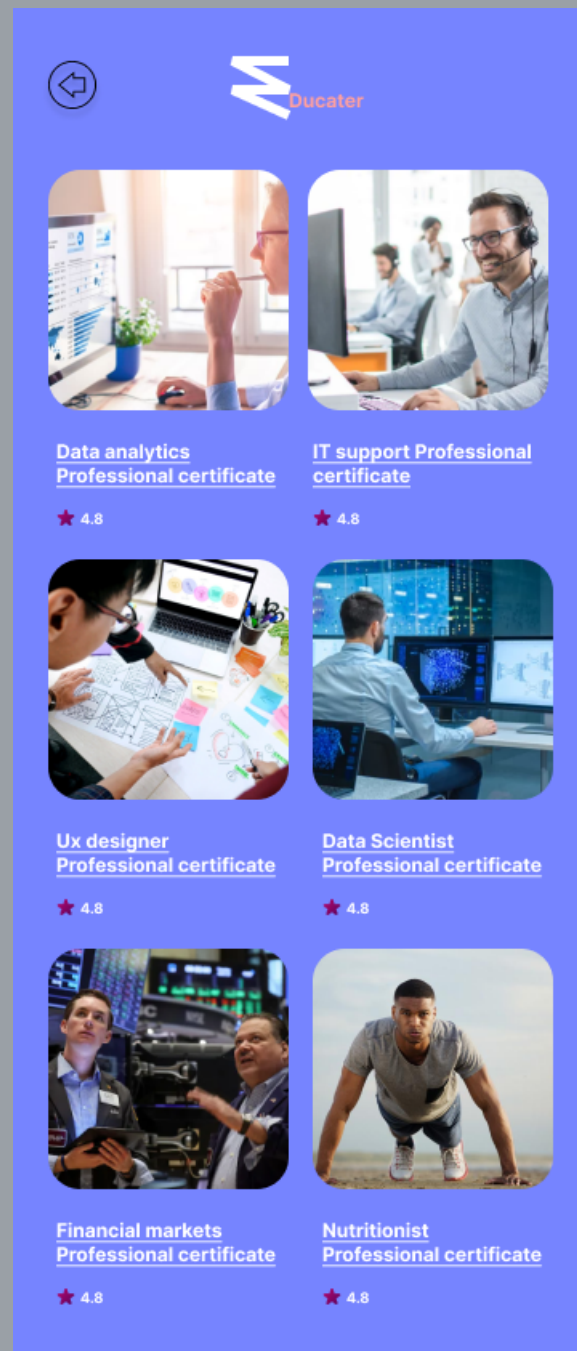 Ducater
Data analytics
Professional certificate
4.8
IT support Professional
certificate
4.8
Ux designer
Professional certificate
4.8
Data Scientist
Professional certificate
4.8
Financial markets
Professional certificate
4.8
Nutritionist
Professional certificate
4.8